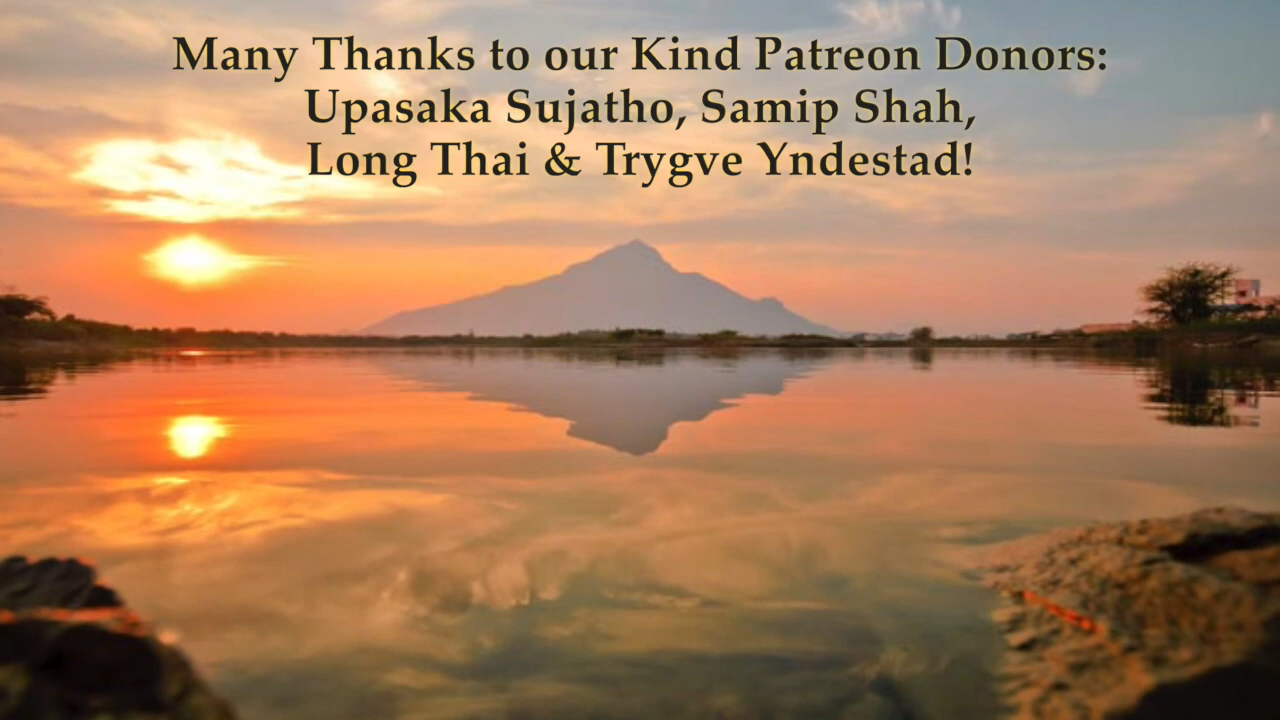 Many Thanks to our Kind Patreon Donors:
Upasaka Sujatho, Samip Shah,
Long Thai & Trygve Yndestad!